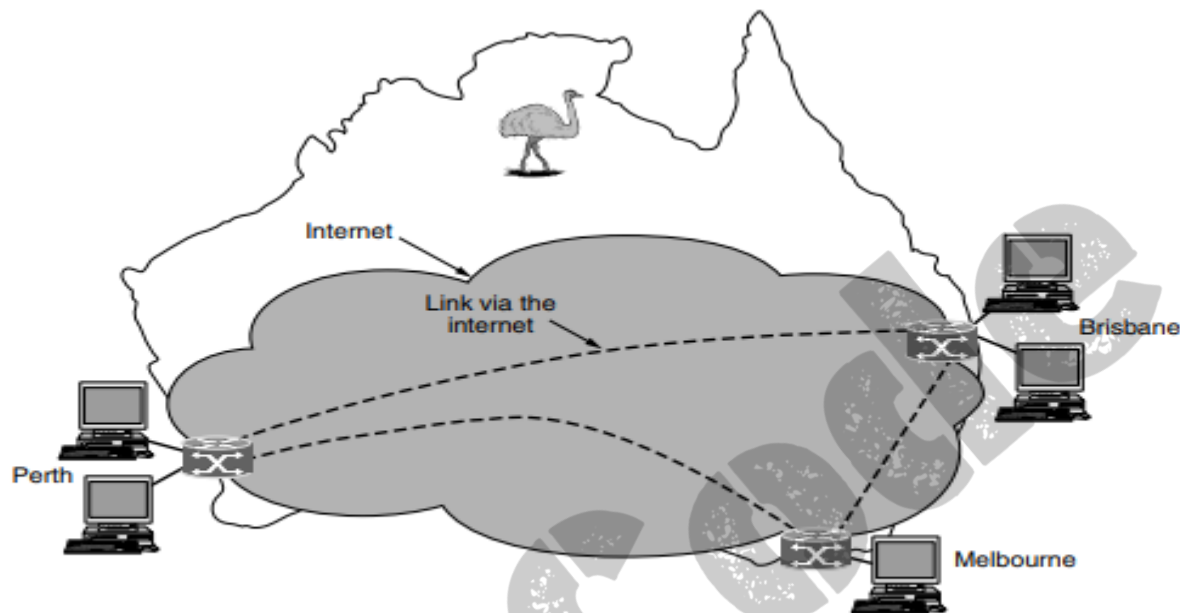 Internet
Link via the
internet
Brisbane
Perth
Melbourne